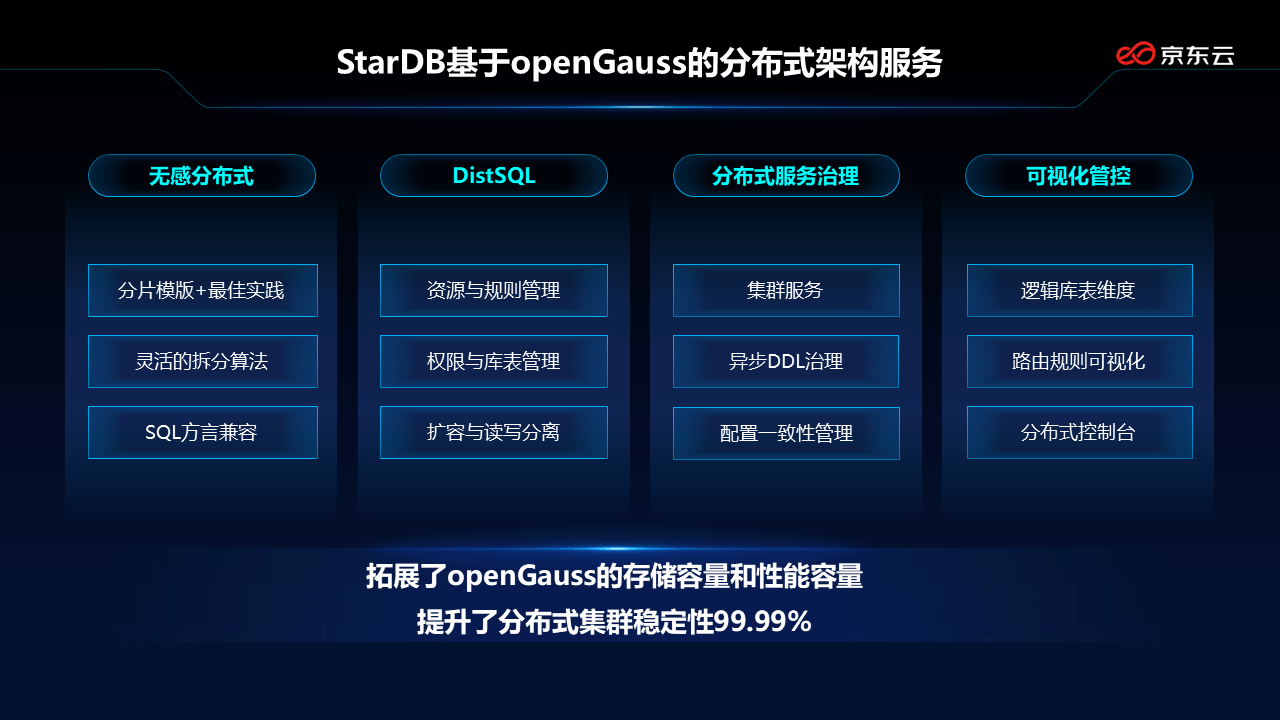 StarDB基于openGauss的分布式架构服务
京东云
无感分布式
分片模版+最佳实践
灵活的拆分算法
SQL方言兼容
DistSQL
资源与规则管理
权限与库表管理
扩容与读写分离
分布式服务治理
集群服务
异步DDL治理
配置一致性管理
可视化管控
逻辑库表维度
路由规则可视化
分布式控制台
拓展了openGauss的存储容量和性能容量
提升了分布式集群稳定性99.99%